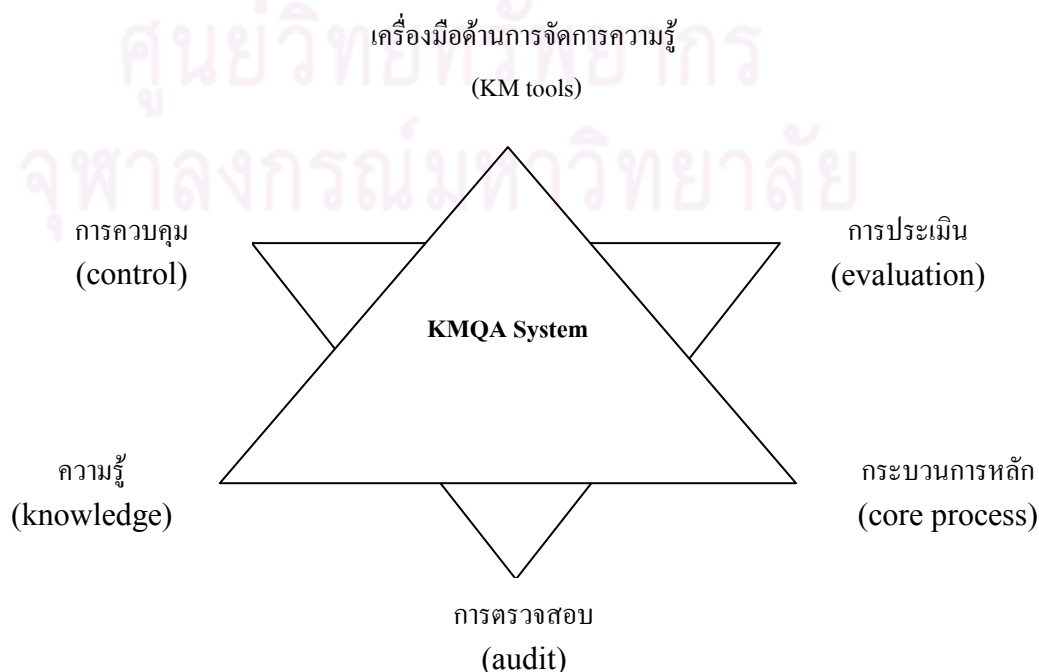 ศูนย์วิทยทรัพยากร
เครื่องมือด้านการจัดการความรู้
(KM tools)
จุฬาลงกรณ์มหาวิทยาลัย
การควบคุม
(control)
การประเมิน
(evaluation)
KMQA System
ความรู้
(knowledge)
กระบวนการหลัก
(core process)
การตรวจสอบ
(audit)